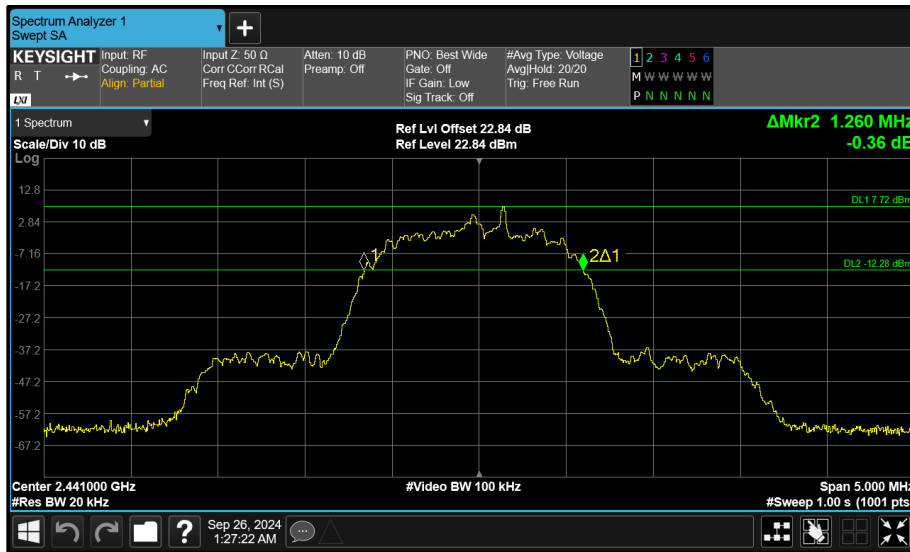 Spectrum Analyzer 1
Swept SA
+
KEYSIGHT
R T
LXI
Input: RF
Coupling: AC
Align: Partial
Input Z: 50 Ω
Corr CCorr RCal
Freq Ref: Int (S)
Atten: 10 dB
Preamp: Off
PNO: Best Wide
Gate: Off
IF Gain: Low
Sig Track: Off
#Avg Type: Voltage
Avg|Hold: 20/20
Trig: Free Run
1 2 3 4 5 6
M W W W W W
P N N N N N
1 Spectrum
Scale/Div 10 dB
Log
Ref Lvl Offset 22.84 dB
Ref Level 22.84 dBm
ΔMkr2 1.260 MHz
-0.36 dB
12.8
DL1 7.72 dBm
2.84
-7.16
1
2Δ1
DL2 -12.28 dBm
-17.2
-27.2
-37.2
-47.2
-57.2
-67.2
Center 2.441000 GHz
#Video BW 100 kHz
Span 5.000 MHz
#Res BW 20 kHz
#Sweep 1.00 s (1001 pts
?
Sep 26, 2024
1:27:22 AM